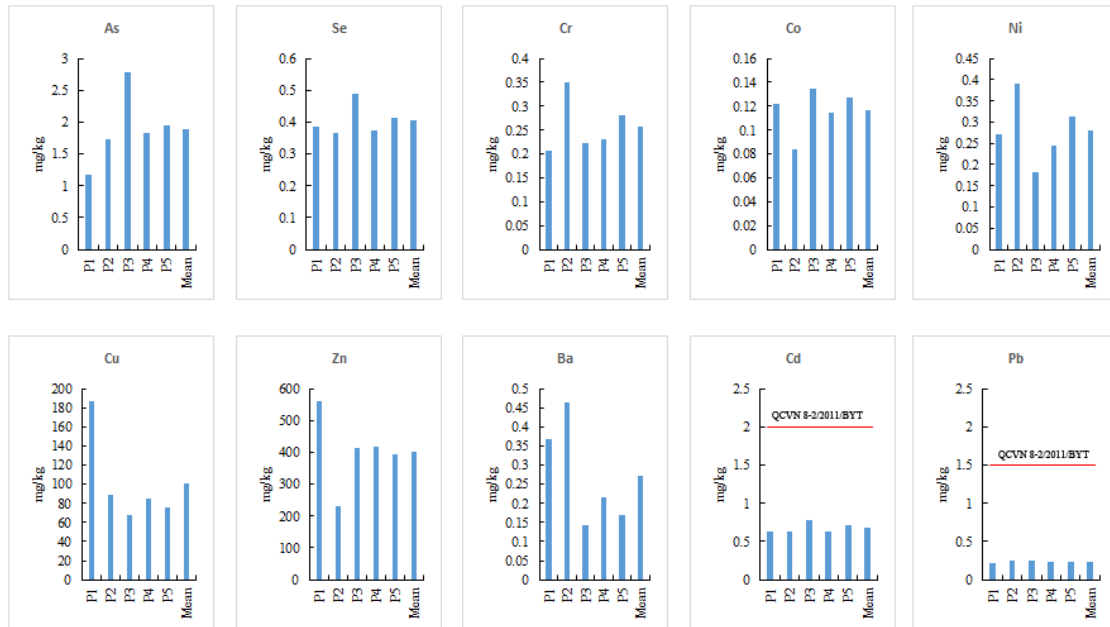 As
3
2.5
2
1.5
1
0.5
0
mg/kg
P1 P2 P3 P4 P5 Mean
Se
0.6
0.5
0.4
0.3
0.2
0.1
0
mg/kg
P1 P2 P3 P4 P5 Mean
Cr
0.4
0.35
0.3
0.25
0.2
0.15
0.1
0.05
0
mg/kg
P1 P2 P3 P4 P5 Mean
Co
0.16
0.14
0.12
0.1
0.08
0.06
0.04
0.02
0
mg/kg
P1 P2 P3 P4 P5 Mean
Ni
0.45
0.4
0.35
0.3
0.25
0.2
0.15
0.1
0.05
0
mg/kg
P1 P2 P3 P4 P5 Mean
Cu
200
180
160
140
120
100
80
60
40
20
0
mg/kg
P1 P2 P3 P4 P5 Mean
Zn
600
500
400
300
200
100
0
mg/kg
P1 P2 P3 P4 P5 Mean
Ba
0.5
0.45
0.4
0.35
0.3
0.25
0.2
0.15
0.1
0.05
0
mg/kg
P1 P2 P3 P4 P5 Mean
Cd
2.5
2
1.5
1
0.5
0
mg/kg
QCVN 8-2/2011/BYT
P1 P2 P3 P4 P5 Mean
Pb
2.5
2
1.5
1
0.5
0
mg/kg
QCVN 8-2/2011/BYT
P1 P2 P3 P4 P5 Mean